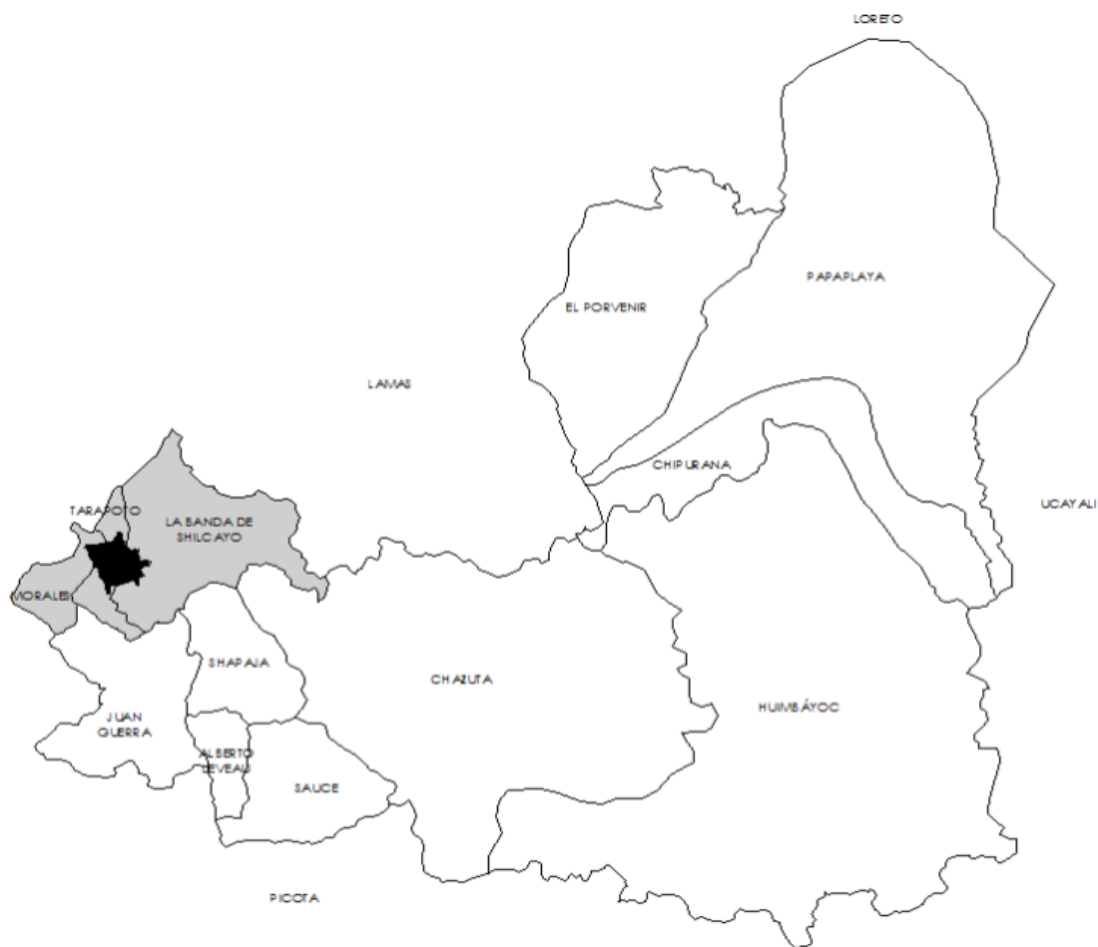 LORETO
PAPAPLAYA
EL PORVENIR
LAMAS
CHIPURANA
UCAYALI
TARAPOTO
LA BANDA DE
SHILCAYO
MORALES
SHAPAJA
CHAZUTA
HUIMBÁYOC
JUAN
GUERRA
ALBERTO
LEVEAU
SAUCE
PICOTA